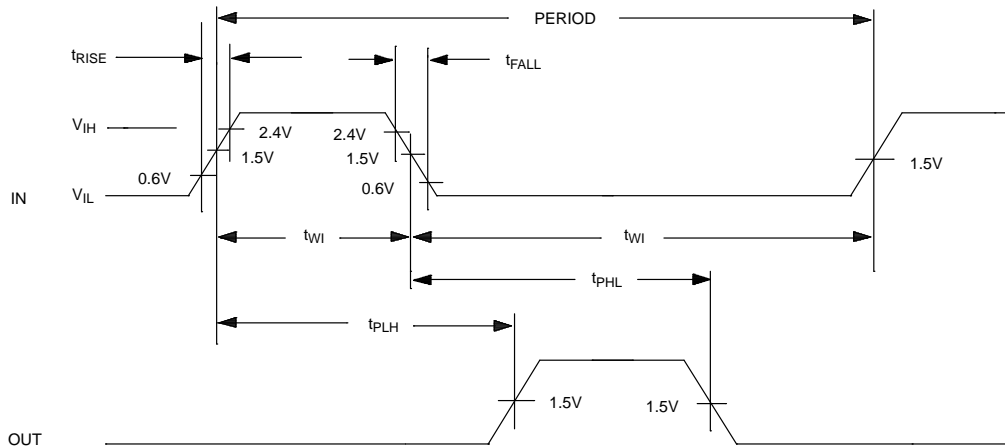 PERIOD
tRISE
tFALL
VIH
2.4V
2.4V
1.5V
1.5V
1.5V
0.6V
0.6V
IN
VIL
tWI
tWI
tPHL
tPLH
1.5V
1.5V
OUT